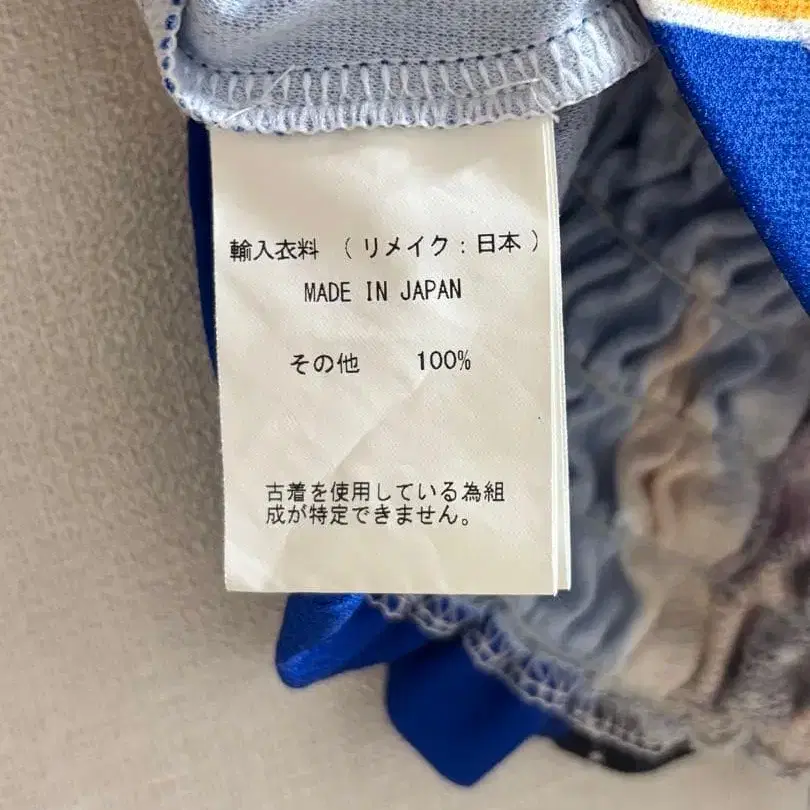 輸入衣料 （リメイク：日本）
MADE IN JAPAN
その他 100%
古着を使用している為組
成が特定できません。